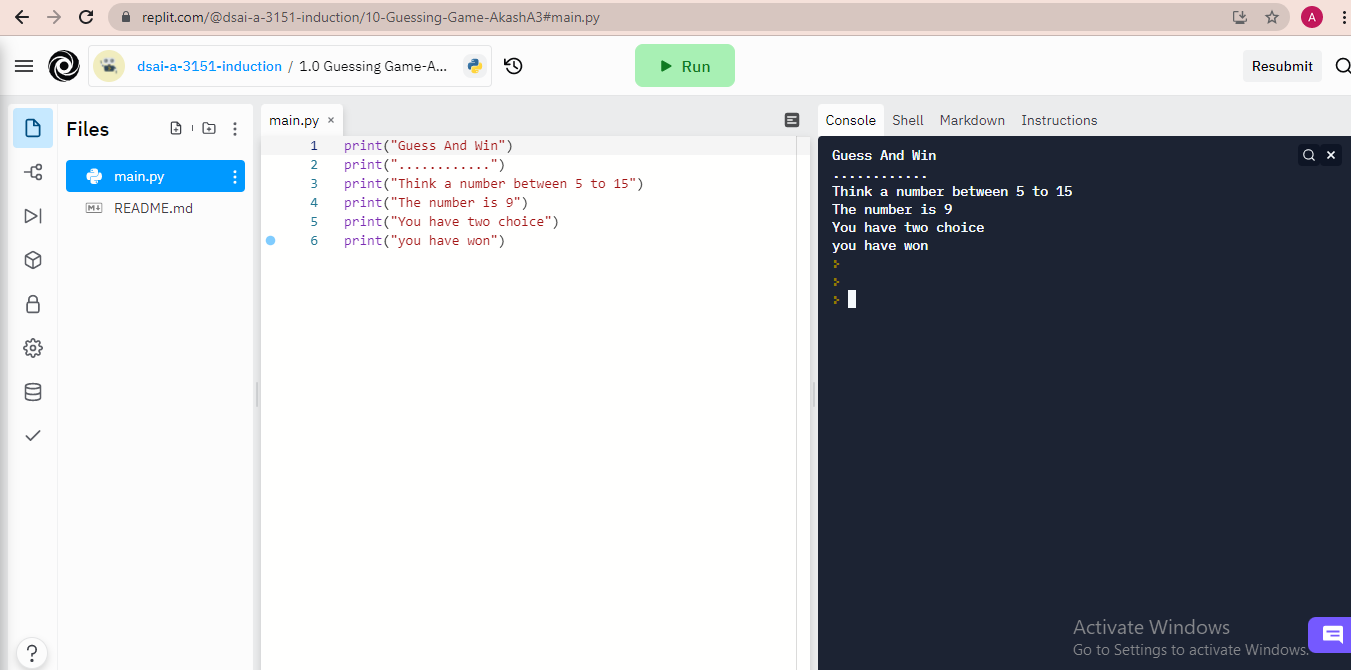 replit.com/@dsai-a-3151-induction/10-Guessing-Game-AkashA3#main.py
A
dsai-a-3151-induction / 1.0 Guessing Game-A...
Run
Resubmit
Files
main.py
README.md
main.py ×
1 print("Guess And Win")
2 print("............")
3 print("Think a number between 5 to 15")
4 print("The number is 9")
5 print("You have two choice")
6 print("you have won")
Console Shell Markdown Instructions
Guess And Win
............
Think a number between 5 to 15
The number is 9
You have two choice
you have won
Activate Windows
Go to Settings to activate Windows.
?